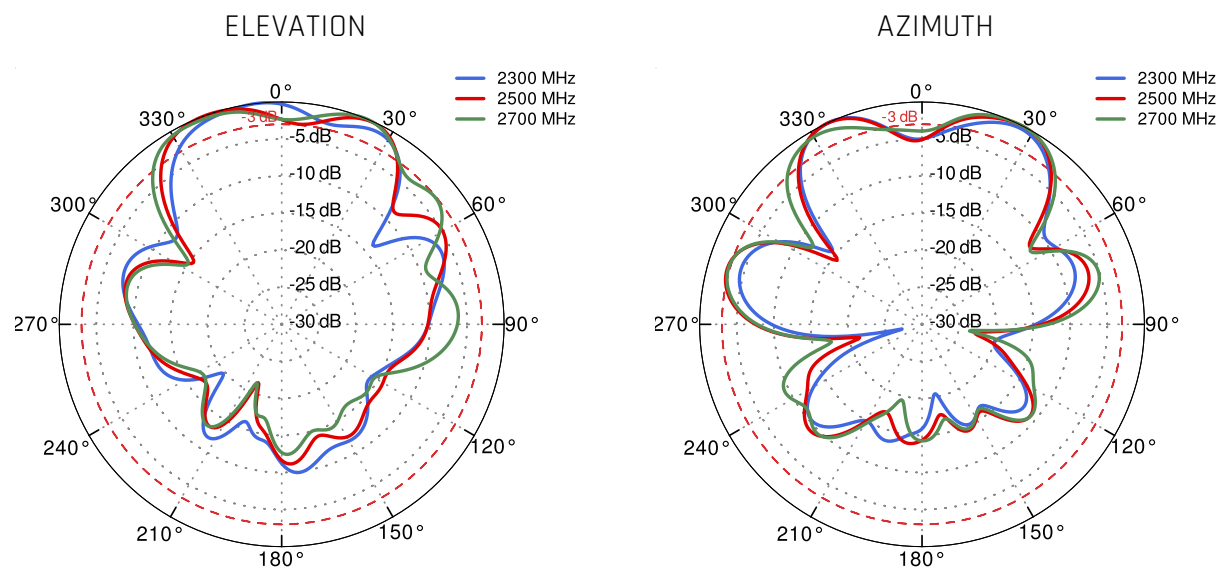 ELEVATION
2300 MHz
2500 MHz
2700 MHz
0°
30°
60°
90°
120°
150°
180°
210°
240°
270°
300°
330°
-3 dB
-5 dB
-10 dB
-15 dB
-20 dB
-25 dB
-30 dB
AZIMUTH
2300 MHz
2500 MHz
2700 MHz
0°
30°
60°
90°
120°
150°
180°
210°
240°
270°
300°
330°
-3 dB
-5 dB
-10 dB
-15 dB
-20 dB
-25 dB
-30 dB